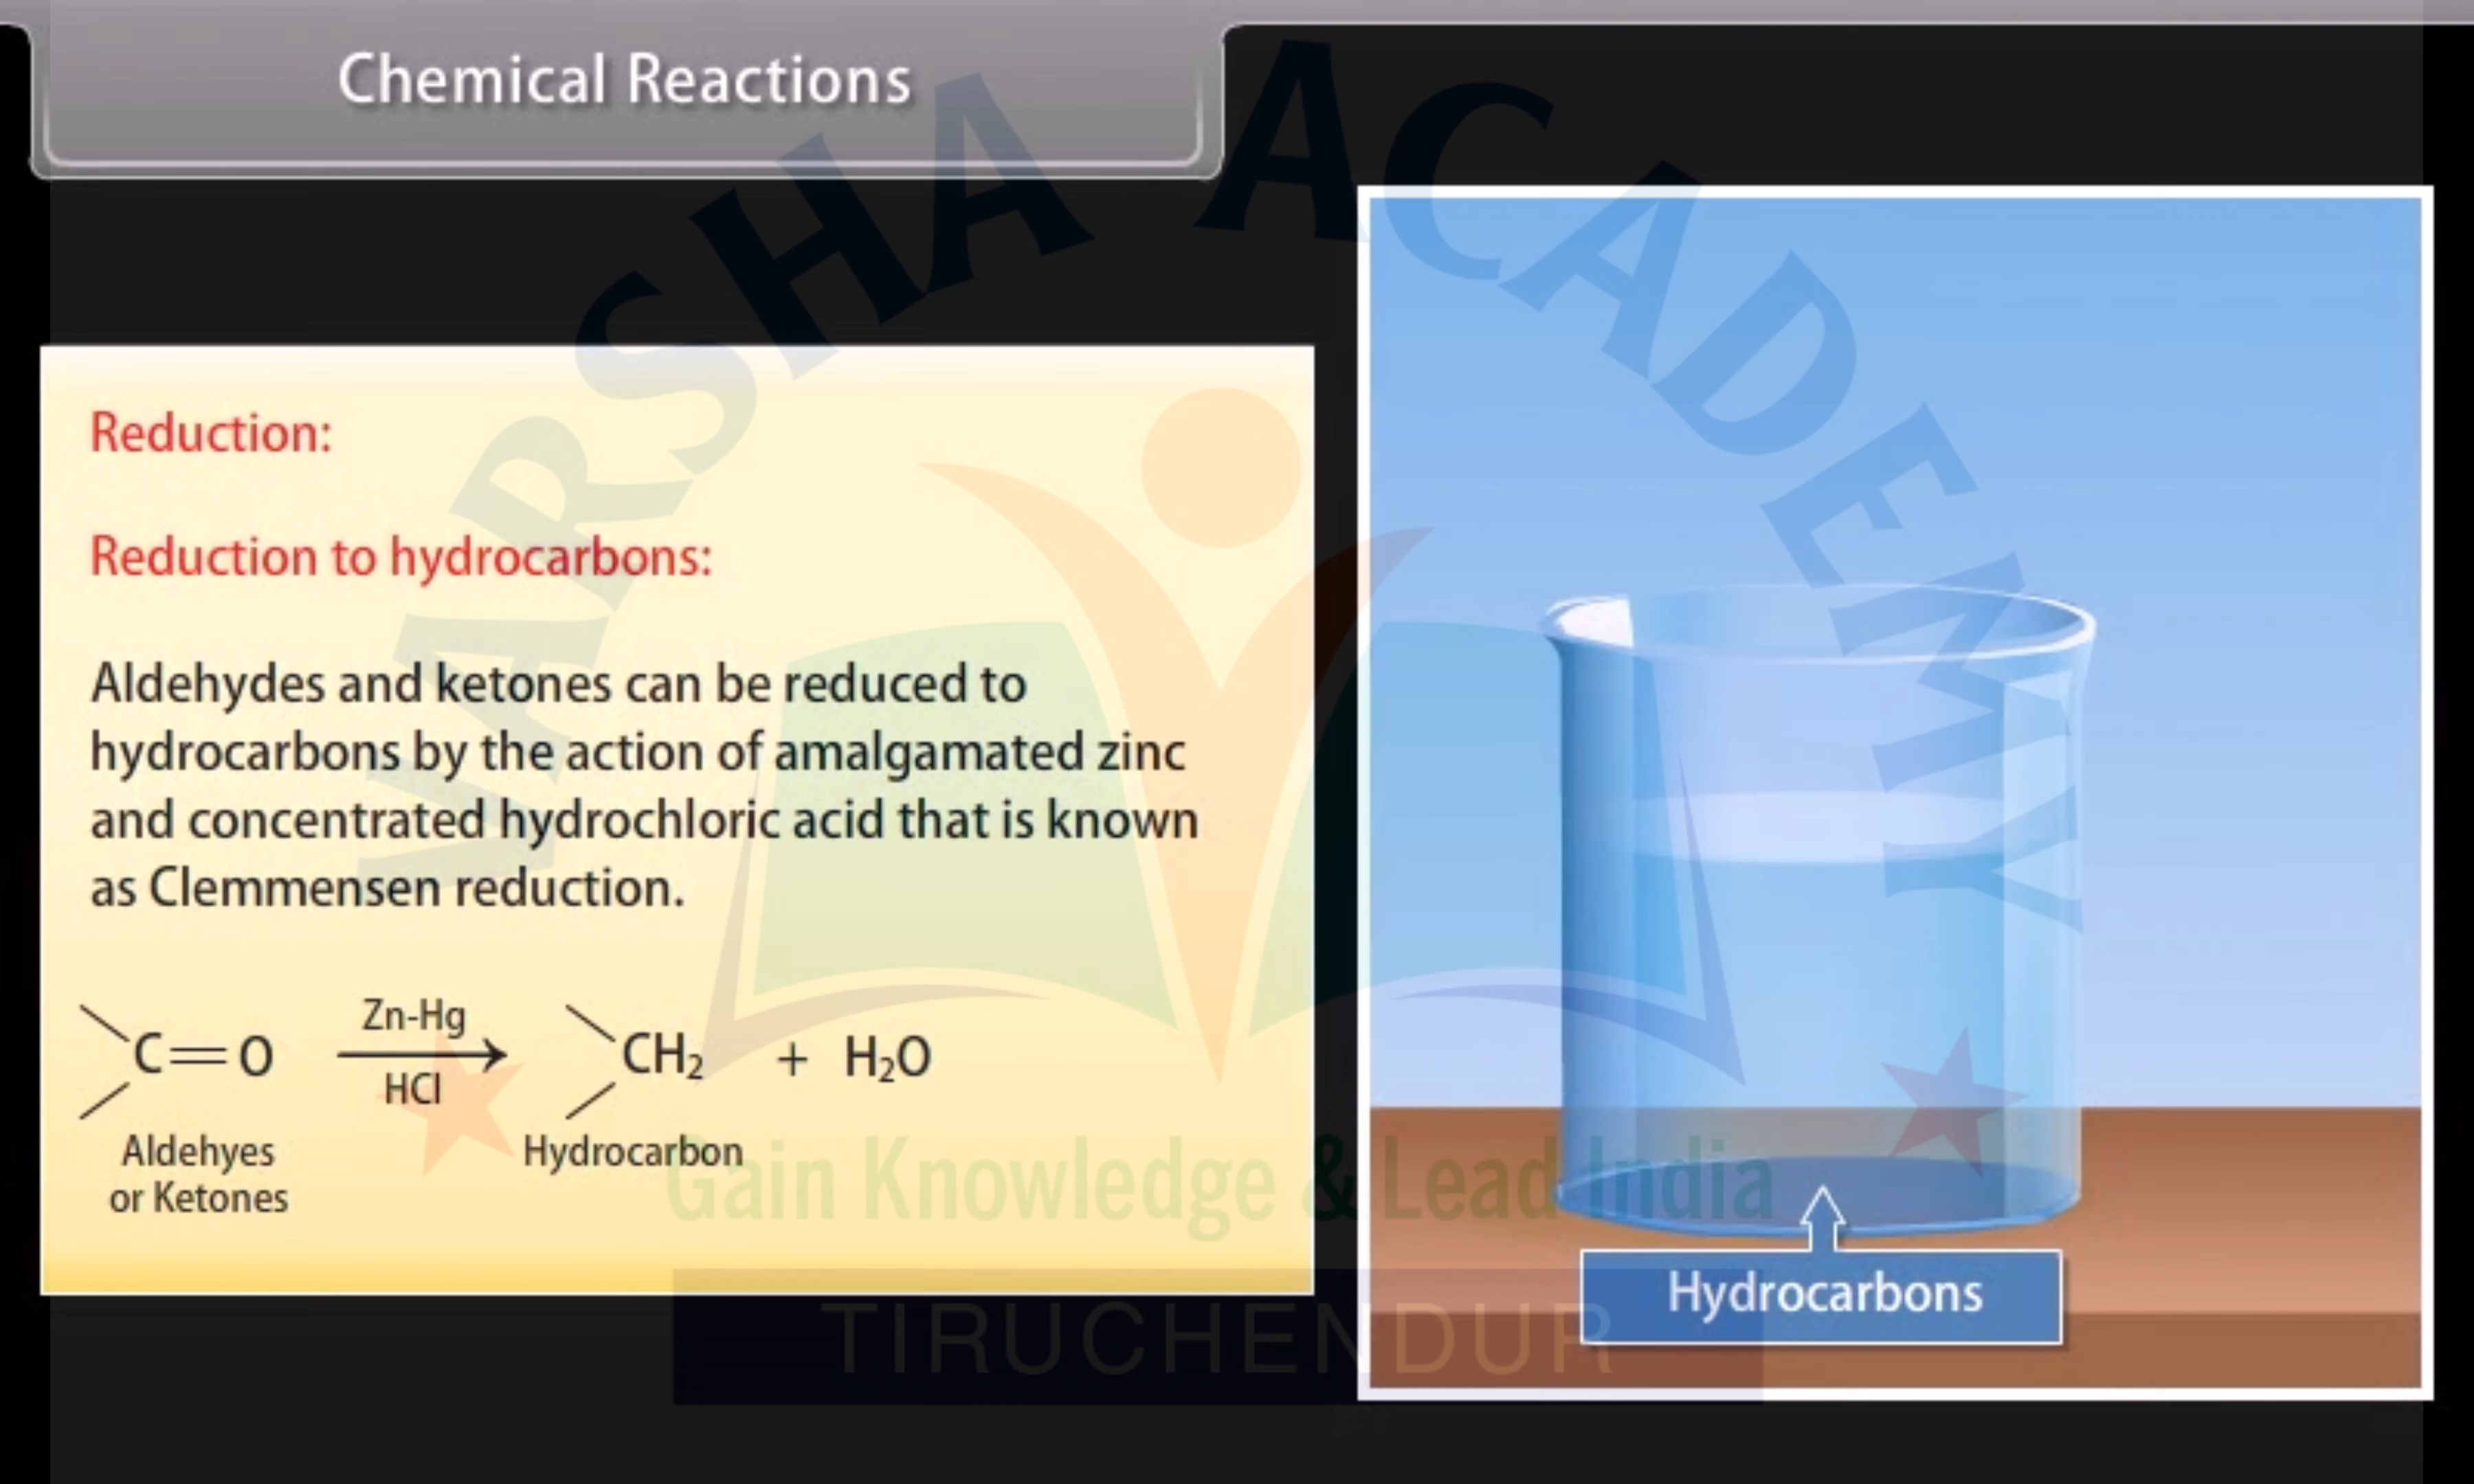 Chemical Reactions
VARSHA ACADEMY
Reduction:
Reduction to hydrocarbons:
Aldehydes and ketones can be reduced to
hydrocarbons by the action of amalgamated zinc
and concentrated hydrochloric acid that is known
as Clemmensen reduction.
Zn-Hg
C=O → CH₂ + H₂O
HCl
Aldehyes
or Ketones
Hydrocarbon
Gain Knowledge & Lead India
TIRUCHENDUR
Hydrocarbons